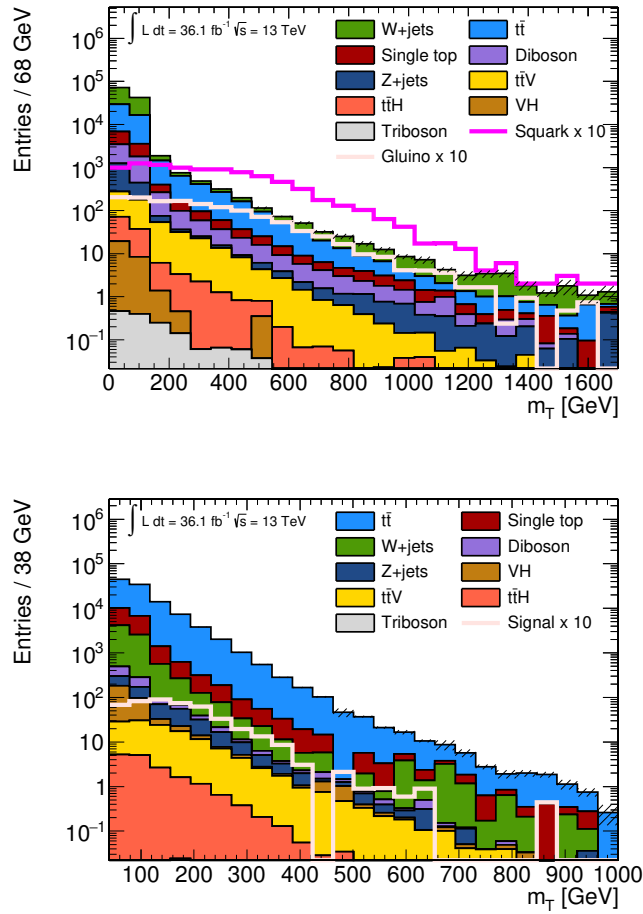 ∫ L dt = 36.1 fb⁻¹ √s = 13 TeV
W+jets
tt̄
Single top
Diboson
Z+jets
tt̄V
tt̄H
VH
Triboson
Squark x 10
Gluino x 10
Entries / 68 GeV
10⁵
10⁴
10³
10²
10
1
10⁻¹
0 200 400 600 800 1000 1200 1400 1600
m_T [GeV]
∫ L dt = 36.1 fb⁻¹ √s = 13 TeV
tt̄
Single top
W+jets
Diboson
Z+jets
VH
tt̄V
tt̄H
Triboson
Signal x 10
Entries / 38 GeV
10⁶
10⁵
10⁴
10³
10²
10
1
10⁻¹
100 200 300 400 500 600 700 800 900 1000
m_T [GeV]